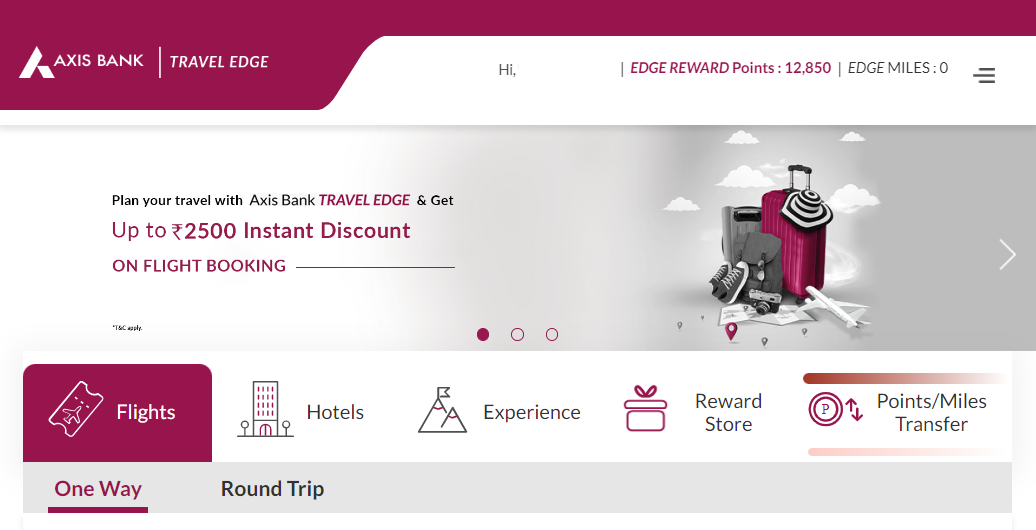 AXIS BANK | TRAVEL EDGE
Hi, | EDGE REWARD Points : 12,850 | EDGE MILES : 0
Plan your travel with Axis Bank TRAVEL EDGE & Get
Up to ₹2500 Instant Discount
ON FLIGHT BOOKING
*T&C apply.
Flights
Hotels
Experience
Reward
Store
P
Points/Miles
Transfer
One Way
Round Trip